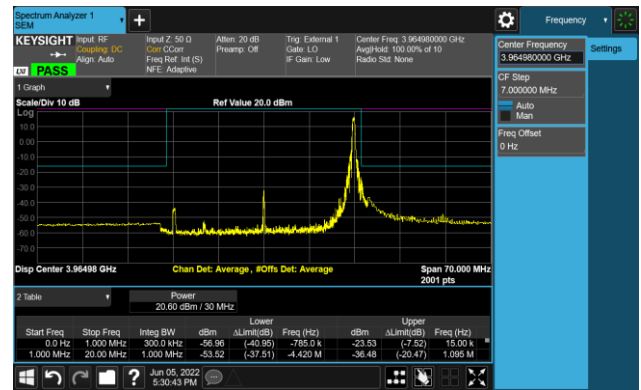 Spectrum Analyzer 1
SEM
Frequency
KEYSIGHT
Input: RF
Coupling: DC
Align: Auto
Input Z: 50 Ω
Corr CCorr
Freq Ref: Int (S)
NFE: Adaptive
Atten: 20 dB
Preamp: Off
Trig: External 1
Gate: LO
IF Gain: Low
Center Freq: 3.964980000 GHz
Avg|Hold: 100.00% of 10
Radio Std: None
LXI PASS
Center Frequency
3.964980000 GHz
Settings
CF Step
7.000000 MHz
Auto
Man
Freq Offset
0 Hz
1 Graph
Scale/Div 10 dB
Ref Value 20.0 dBm
Log
10.0
0.00
-10.0
-20.0
-30.0
-40.0
-50.0
-60.0
-70.0
Disp Center 3.96498 GHz
Chan Det: Average , #Offs Det: Average
Span 70.000 MHz
2001 pts
2 Table
Power
20.60 dBm / 30 MHz
Lower Upper
Start Freq Stop Freq Integ BW dBm ΔLimit(dB) Freq (Hz) dBm ΔLimit(dB) Freq (Hz)
0.0 Hz 1.000 MHz 300.0 kHz -56.96 (-40.95) -785.0 k -23.53 (-7.52) 15.00 k
1.000 MHz 20.00 MHz 1.000 MHz -53.52 (-37.51) -4.420 M -36.48 (-20.47) 1.095 M
Jun 05, 2022
5:30:43 PM